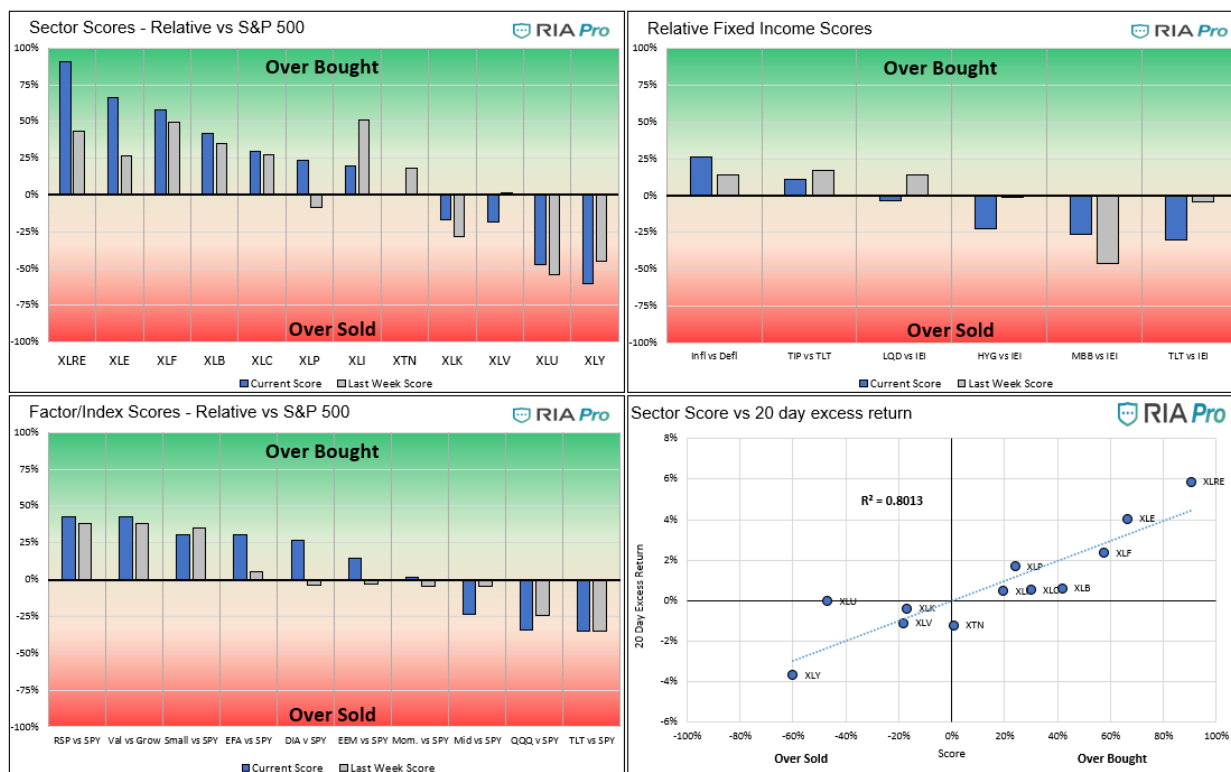 Sector Scores - Relative vs S&P 500
RIA Pro
100%
75%
50%
25%
0%
-25%
-50%
-75%
-100%
Over Bought
Over Sold
XLRE XLE XLF XLB XLC XLP XLI XTN XLK XLV XLU XLY
Current Score Last Week Score
Relative Fixed Income Scores
RIA Pro
100%
75%
50%
25%
0%
-25%
-50%
-75%
-100%
Over Bought
Over Sold
Infl vs Defl TIP vs TLT LQD vs IEI HYG vs IEI MBB vs IEI TLT vs IEI
Current Score Last Week Score
Factor/Index Scores - Relative vs S&P 500
RIA Pro
100%
75%
50%
25%
0%
-25%
-50%
-75%
-100%
Over Bought
Over Sold
RSP vs SPY Val vs Grow Small vs SPY EFA vs SPY DIA v SPY EEM vs SPY Mom. vs SPY Mid vs SPY QQQ v SPY TLT vs SPY
Current Score Last Week Score
Sector Score vs 20 day excess return
RIA Pro
8%
6%
4%
2%
0%
-2%
-4%
-6%
20 Day Excess Return
R² = 0.8013
XLRE
XLE
XLF
XLP
XLI
XLC
XLB
XLU
XLK
XLV
XTN
XLY
-100% -80% -60% -40% -20% 0% 20% 40% 60% 80% 100%
Over Sold Score Over Bought